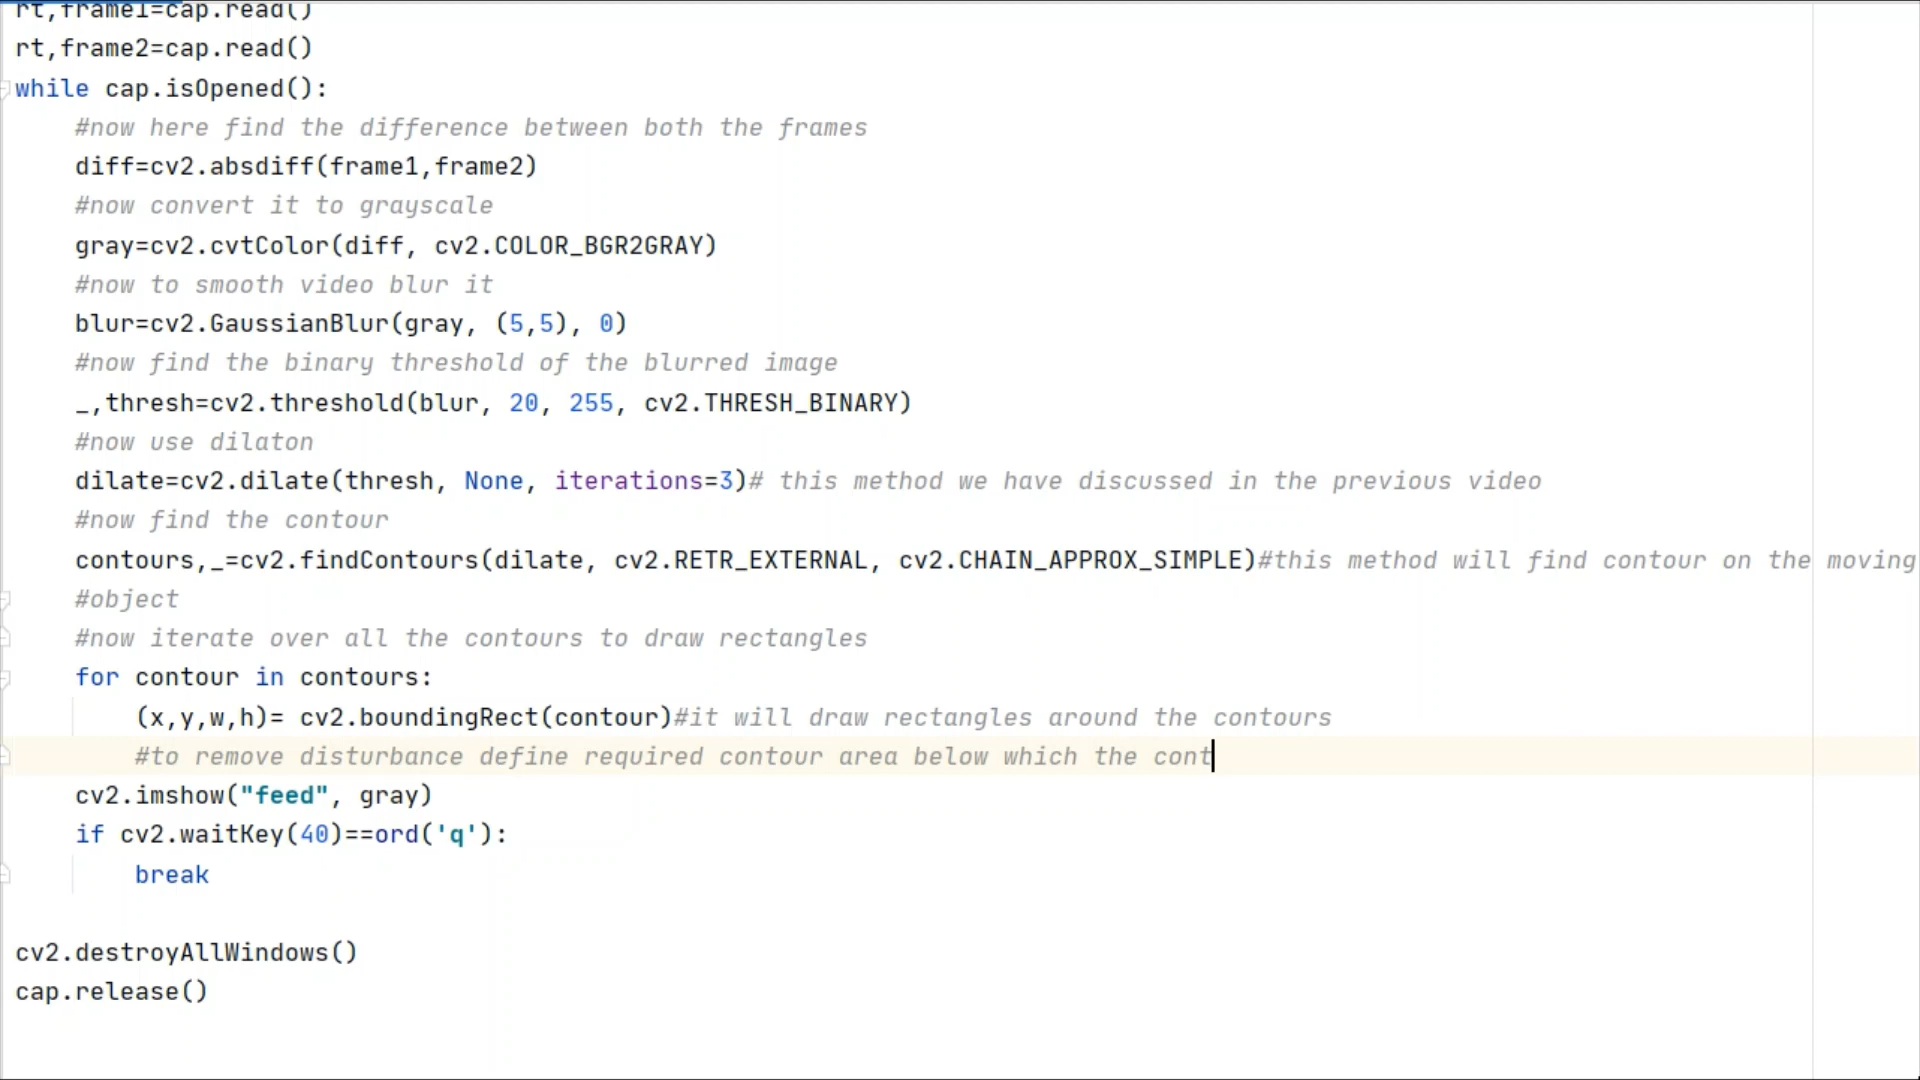 rt,frame1=cap.read()
rt,frame2=cap.read()
while cap.isOpened():
    #now here find the difference between both the frames
    diff=cv2.absdiff(frame1,frame2)
    #now convert it to grayscale
    gray=cv2.cvtColor(diff, cv2.COLOR_BGR2GRAY)
    #now to smooth video blur it
    blur=cv2.GaussianBlur(gray, (5,5), 0)
    #now find the binary threshold of the blurred image
    _,thresh=cv2.threshold(blur, 20, 255, cv2.THRESH_BINARY)
    #now use dilaton
    dilate=cv2.dilate(thresh, None, iterations=3)# this method we have discussed in the previous video
    #now find the contour
    contours,_=cv2.findContours(dilate, cv2.RETR_EXTERNAL, cv2.CHAIN_APPROX_SIMPLE)#this method will find contour on the moving
    #object
    #now iterate over all the contours to draw rectangles
    for contour in contours:
        (x,y,w,h)= cv2.boundingRect(contour)#it will draw rectangles around the contours
        #to remove disturbance define required contour area below which the cont
    cv2.imshow("feed", gray)
    if cv2.waitKey(40)==ord('q'):
        break

cv2.destroyAllWindows()
cap.release()